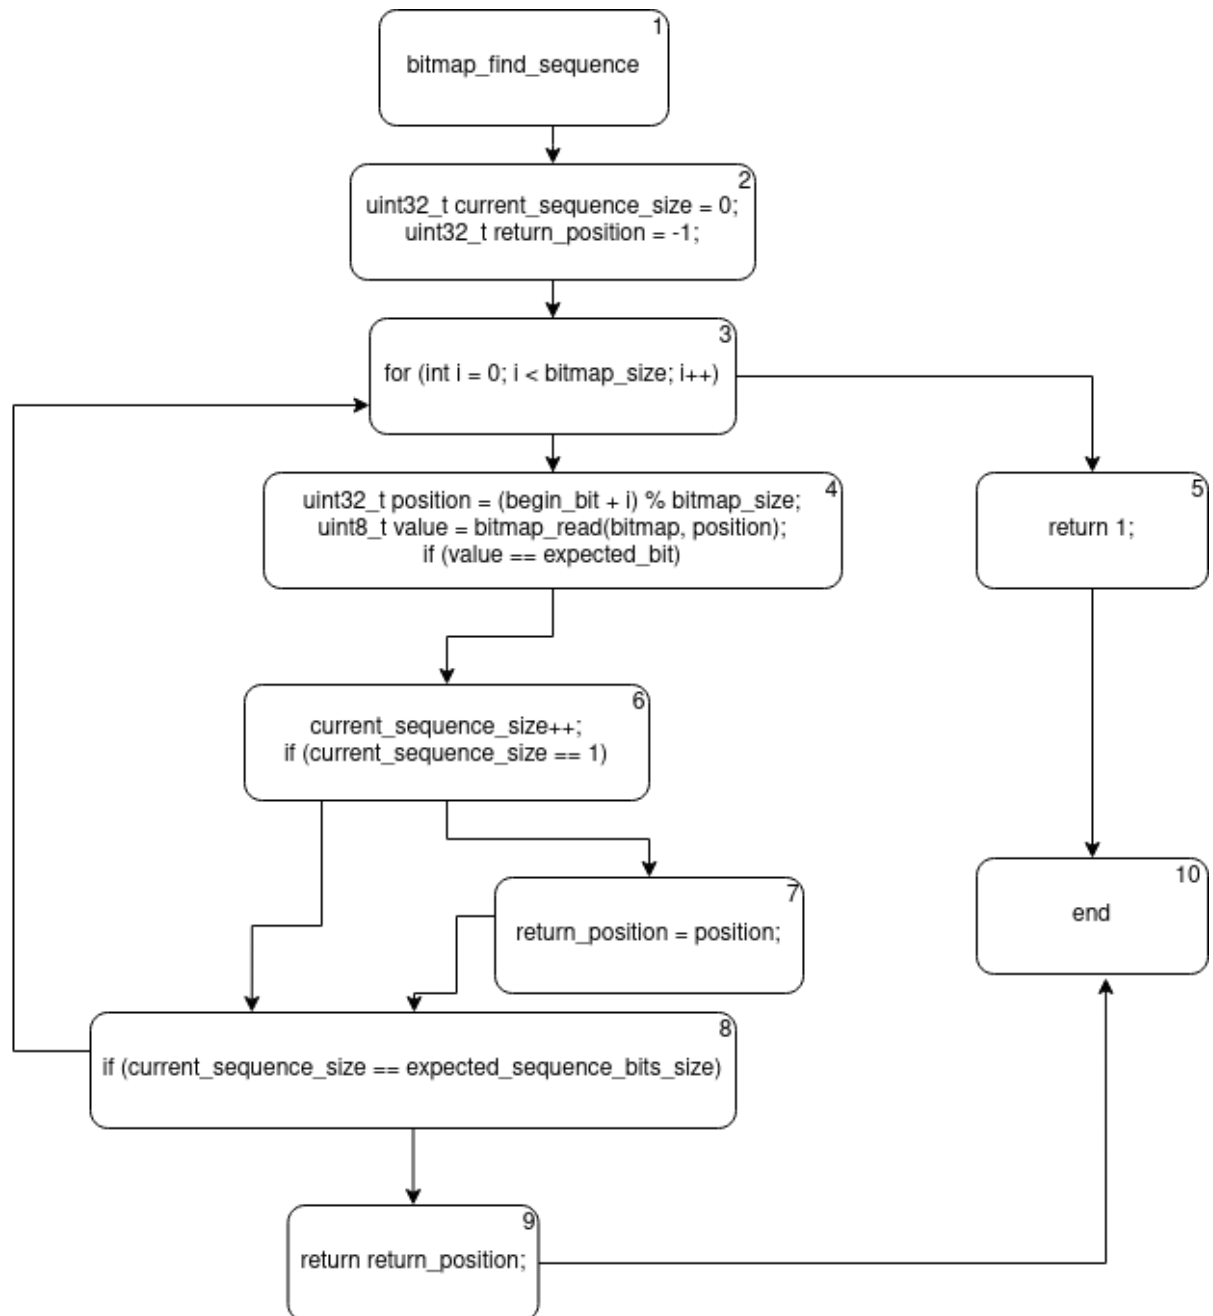 1
bitmap_find_sequence
2
uint32_t current_sequence_size = 0;
uint32_t return_position = -1;
3
for (int i = 0; i < bitmap_size; i++)
4
uint32_t position = (begin_bit + i) % bitmap_size;
uint8_t value = bitmap_read(bitmap, position);
if (value == expected_bit)
5
return 1;
6
current_sequence_size++;
if (current_sequence_size == 1)
7
return_position = position;
8
if (current_sequence_size == expected_sequence_bits_size)
9
return return_position;
10
end